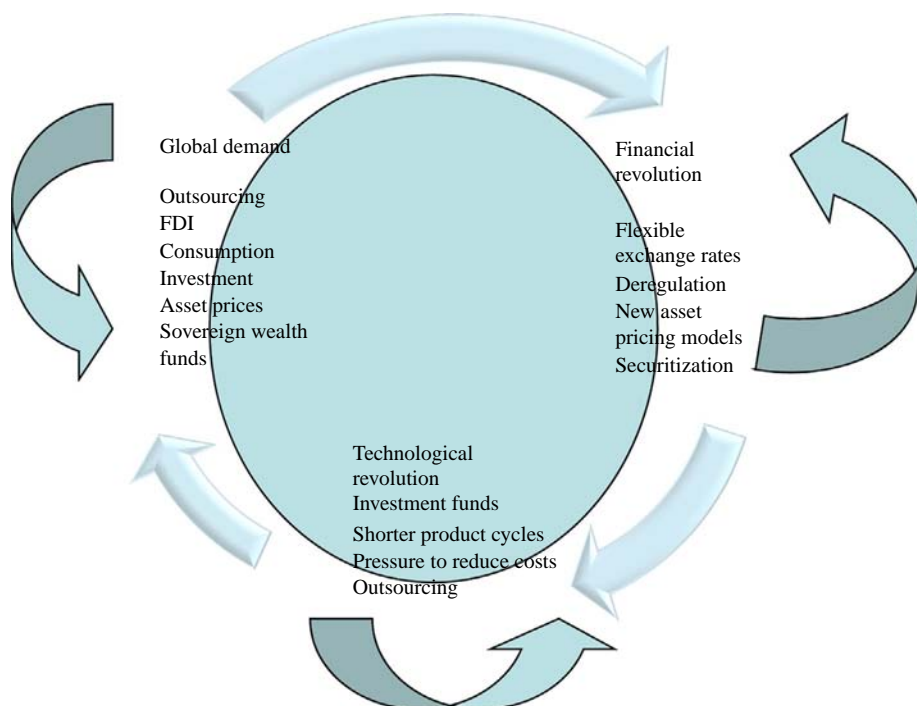 Global demand
Outsourcing
FDI
Consumption
Investment
Asset prices
Sovereign wealth
funds
Financial
revolution
Flexible
exchange rates
Deregulation
New asset
pricing models
Securitization
Technological
revolution
Investment funds
Shorter product cycles
Pressure to reduce costs
Outsourcing